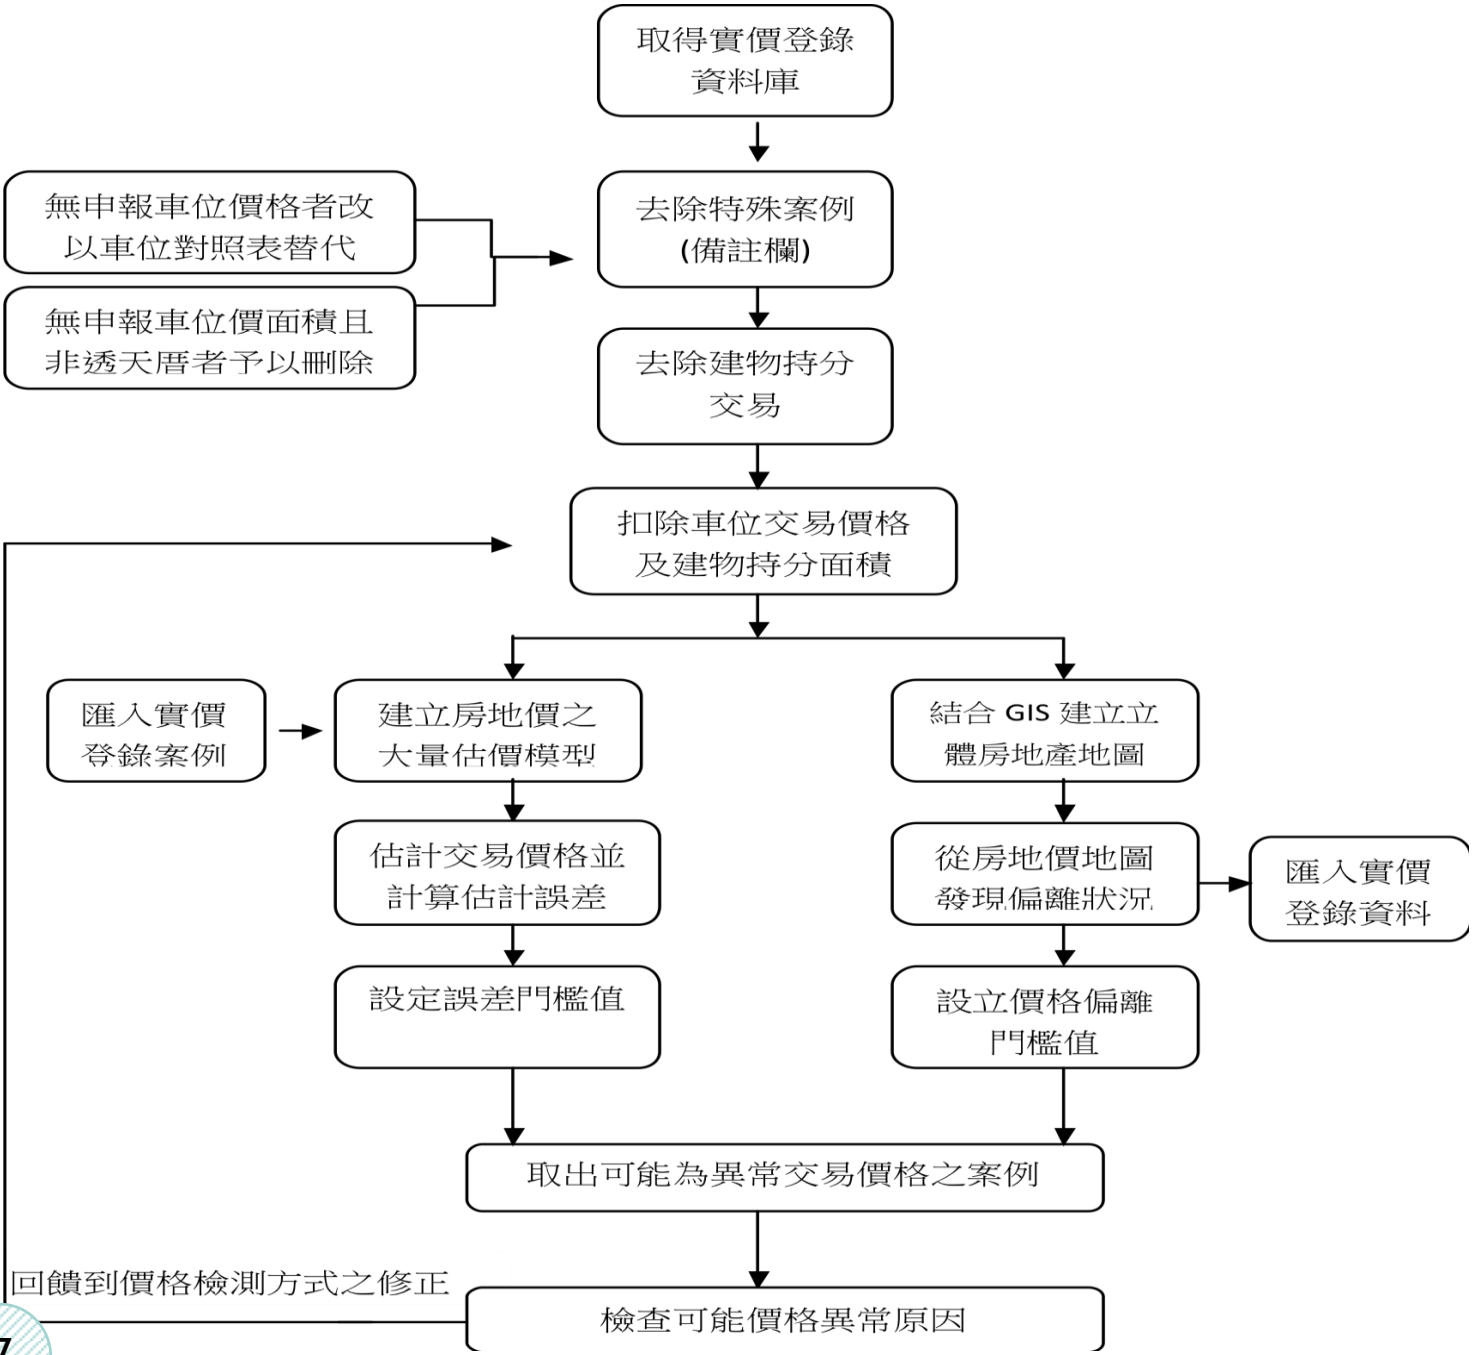 取得實價登錄
資料庫
無申報車位價格者改
以車位對照表替代
去除特殊案例
(備註欄)
無申報車位價面積且
非透天厝者予以刪除
去除建物持分
交易
扣除車位交易價格
及建物持分面積
匯入實價
登錄案例
建立房地價之
大量估價模型
結合 GIS 建立立
體房地產地圖
估計交易價格並
計算估計誤差
從房地價地圖
發現偏離狀況
匯入實價
登錄資料
設定誤差門檻值
設立價格偏離
門檻值
取出可能為異常交易價格之案例
回饋到價格檢測方式之修正
檢查可能價格異常原因
7